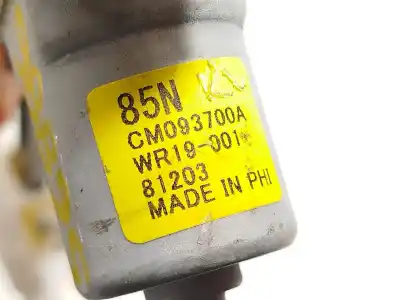 85N
CM093700A
WR19-001
81203
MADE IN PHI